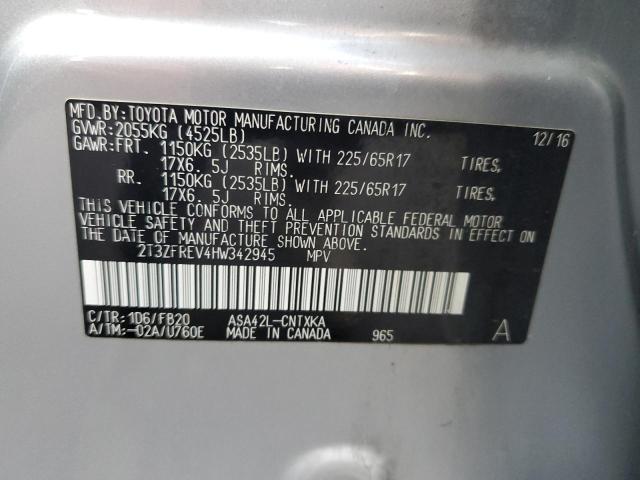 MFD.BY:TOYOTA MOTOR MANUFACTURING CANADA INC.
GVWR:2055KG (4525LB) 12/16
GAWR:FRT. 1150KG (2535LB) WITH 225/65R17 TIRES,
17X6.5J RIMS.
RR. 1150KG (2535LB) WITH 225/65R17 TIRES,
17X6.5J RIMS.
THIS VEHICLE CONFORMS TO ALL APPLICABLE FEDERAL MOTOR
VEHICLE SAFETY AND THEFT PREVENTION STANDARDS IN EFFECT ON
THE DATE OF MANUFACTURE SHOWN ABOVE.
2T3ZFREV4HW342945 MPV
C/TR:1D6/FB20 ASA42L-CNTXKA
A/TM:-02A/U760E MADE IN CANADA 965 A